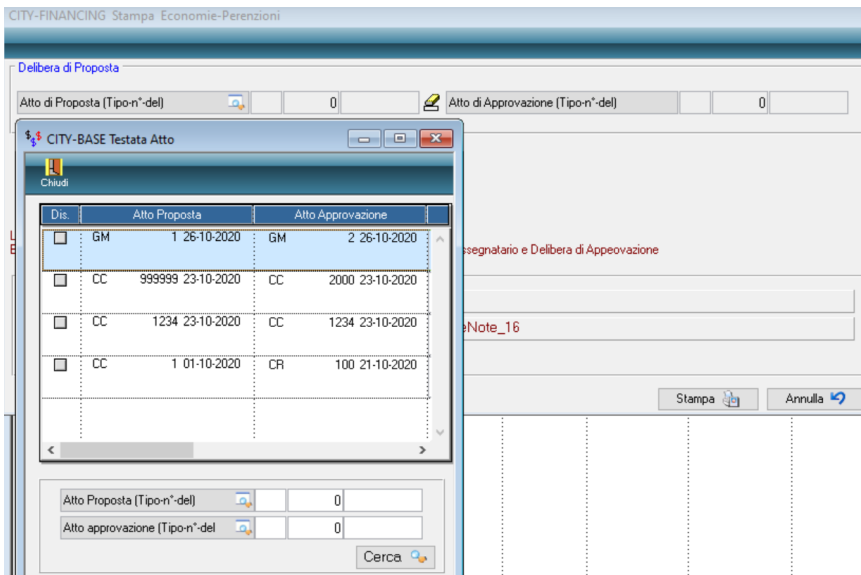 CITY-FINANCING Stampa Economie-Perenzioni
Delibera di Proposta
Atto di Proposta (Tipo-n°-del) 0 Atto di Approvazione (Tipo-n°-del) 0
CITY-BASE Testata Atto
Chiudi
Dis. Atto Proposta Atto Approvazione
GM 1 26-10-2020 GM 2 26-10-2020
ssegnatario e Delibera di Appeovazione
CC 999999 23-10-2020 CC 2000 23-10-2020
CC 1234 23-10-2020 CC 1234 23-10-2020
eNote_16
CC 1 01-10-2020 CR 100 21-10-2020
Stampa Annulla
Atto Proposta (Tipo-n°-del) 0
Atto approvazione (Tipo-n°-del 0
Cerca